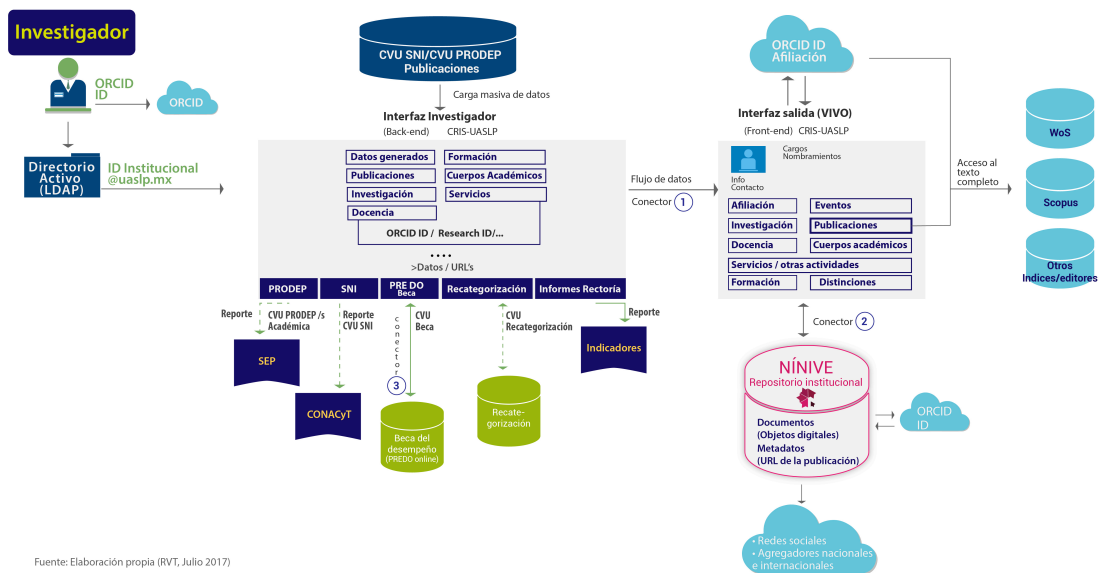 Investigador
ORCID
ID
ORCID
Directorio
Activo
(LDAP)
ID Institucional
@uaslp.mx
CVU SNI/CVU PRODEP
Publicaciones
Carga masiva de datos
Interfaz Investigador
(Back-end) CRIS-UASLP
Datos generados
Formación
Publicaciones
Cuerpos Académicos
Investigación
Servicios
Docencia
ORCID ID / Research ID/...
....
>Datos / URL's
PRODEP
SNI
PRE DO
Beca
Recategorización
Informes Rectoría
Reporte
CVU PRODEP /s
Académica
Reporte
CVU SNI
conector
3
CVU
Beca
CVU
Recategorización
Reporte
SEP
CONACyT
Beca del
desempeño
(PREDO online)
Recate-
gorización
Indicadores
Flujo de datos
Conector 1
ORCID ID
Afiliación
Interfaz salida (VIVO)
(Front-end) CRIS-UASLP
Cargos
Nombramientos
Info
Contacto
Afiliación
Eventos
Investigación
Publicaciones
Docencia
Cuerpos académicos
Servicios / otras actividades
Formación
Distinciones
Acceso al
texto
completo
WoS
Scopus
Otros
Indices/editores
Conector 2
NÍNIVE
Repositorio institucional
Documentos
(Objetos digitales)
Metadatos
(URL de la publicación)
ORCID
ID
• Redes sociales
• Agregadores nacionales
e internacionales
Fuente: Elaboración propia (RVT, Julio 2017)